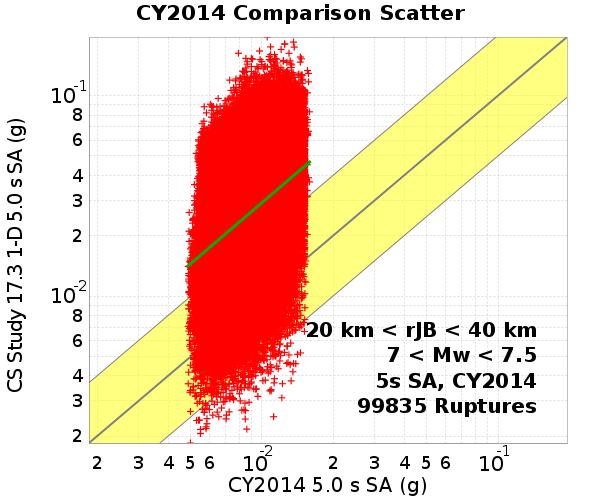 CY2014 Comparison Scatter
CS Study 17.3 1-D 5.0 s SA (g)
10^-1
8
6
4
3
2
10^-2
8
6
4
3
2
20 km < rJB < 40 km
7 < Mw < 7.5
5s SA, CY2014
99835 Ruptures
2 3 4 5 6 10^-2 2 3 4 5 6 10^-1
CY2014 5.0 s SA (g)